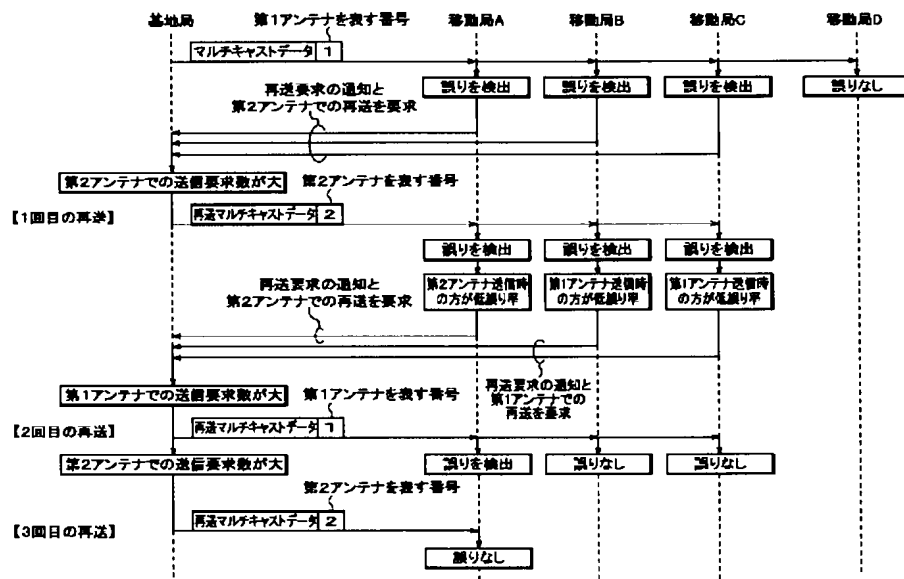 基地局
第1アンテナを表す番号
移動局A
移動局B
移動局C
移動局D
マルチキャストデータ 1
誤りを検出
誤りを検出
誤りを検出
誤りなし
再送要求の通知と
第2アンテナでの再送を要求
第2アンテナでの送信要求数が大
第2アンテナを表す番号
【1回目の再送】
再送マルチキャストデータ 2
誤りを検出
誤りを検出
誤りを検出
再送要求の通知と
第2アンテナでの再送を要求
第2アンテナ送信時
の方が低誤り率
第1アンテナ送信時
の方が低誤り率
第1アンテナ送信時
の方が低誤り率
再送要求の通知と
第1アンテナでの
再送を要求
第1アンテナでの送信要求数が大
第1アンテナを表す番号
【2回目の再送】
再送マルチキャストデータ 1
第2アンテナでの送信要求数が大
誤りを検出
誤りなし
誤りなし
第2アンテナを表す番号
【3回目の再送】
再送マルチキャストデータ 2
誤りなし